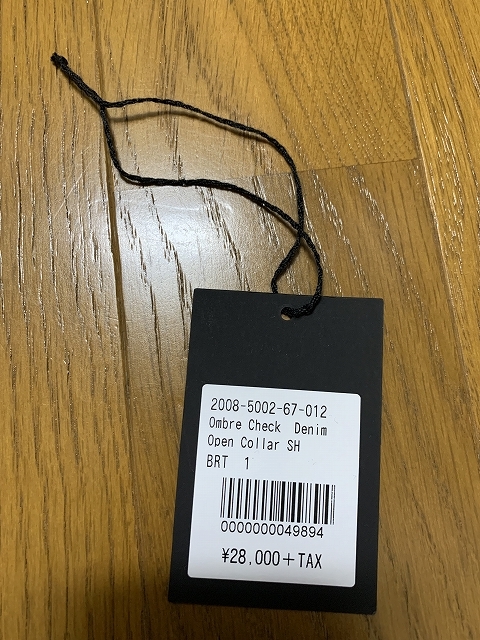 2008-5002-67-012
Ombre Check Denim
Open Collar SH
BRT 1
0000000049894
¥28,000+TAX